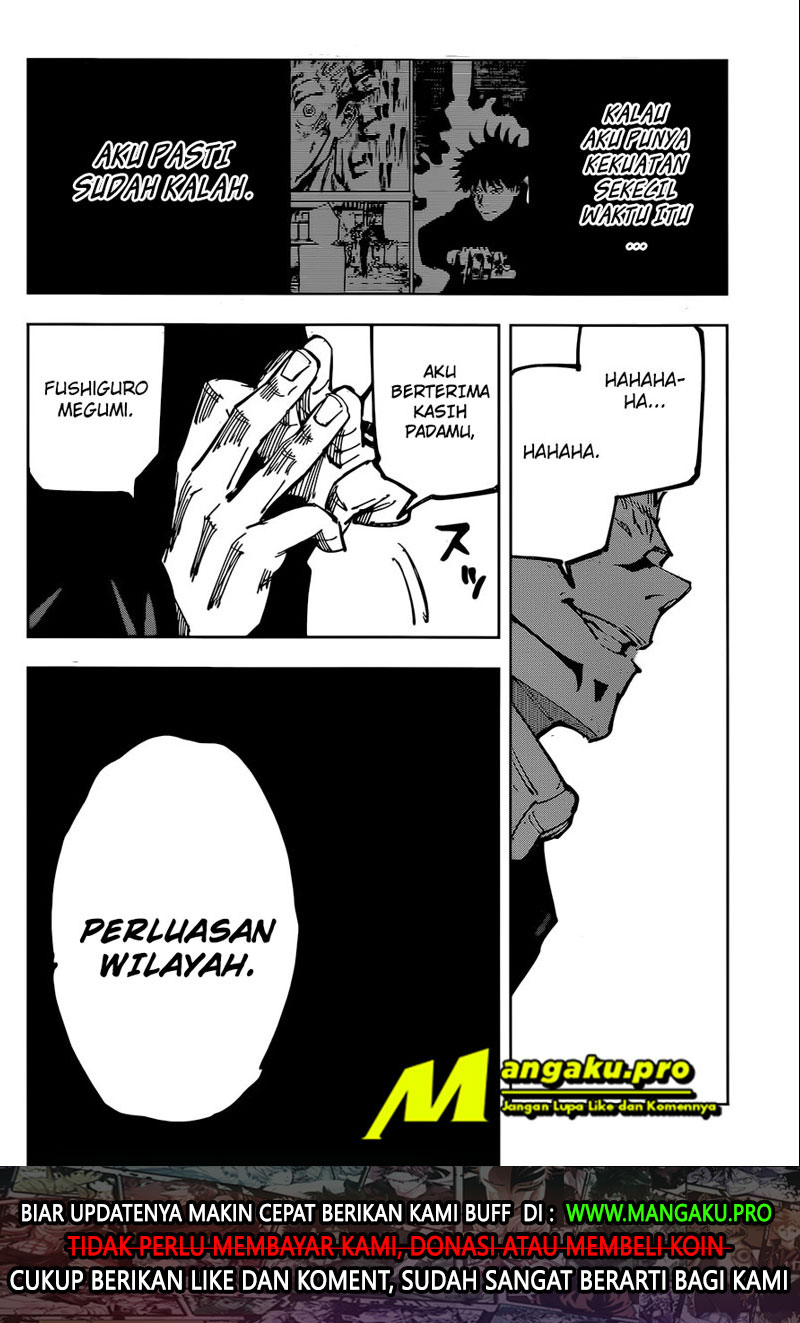 KALAU
AKU PUNYA
KEKUATAN
SEKECIL
WAKTU ITU
...
AKU PASTI
SUDAH KALAH.
HAHAHA-
HA...
HAHAHA.
AKU
BERTERIMA
KASIH
PADAMU,
FUSHIGURO
MEGUMI.
スッ
PERLUASAN
WILAYAH.
Mangaku.pro
Jangan Lupa Like dan Komennya
BIAR UPDATENYA MAKIN CEPAT BERIKAN KAMI BUFF DI : WWW.MANGAKU.PRO
TIDAK PERLU MEMBAYAR KAMI, DONASI ATAU MEMBELI KOIN
CUKUP BERIKAN LIKE DAN KOMENT, SUDAH SANGAT BERARTI BAGI KAMI